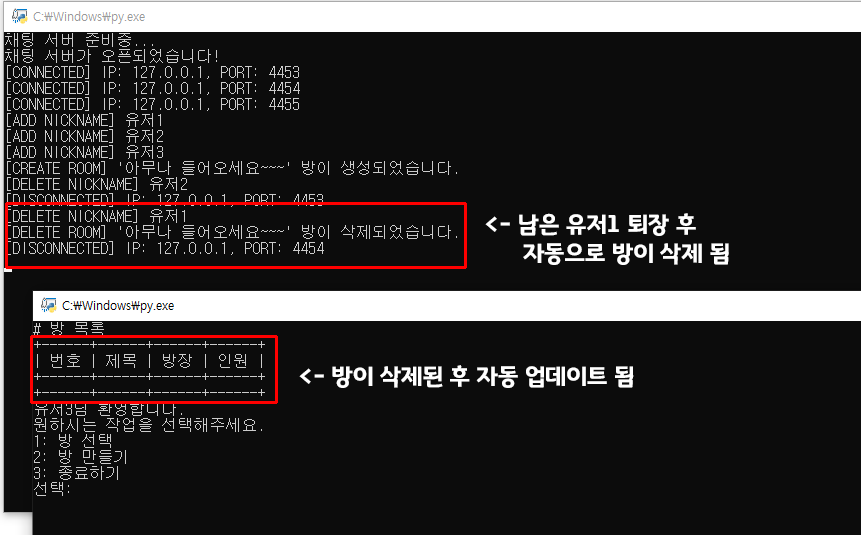 C:\Windows\py.exe
채팅 서버 준비중...
채팅 서버가 오픈되었습니다!
[CONNECTED] IP: 127.0.0.1, PORT: 4453
[CONNECTED] IP: 127.0.0.1, PORT: 4454
[CONNECTED] IP: 127.0.0.1, PORT: 4455
[ADD NICKNAME] 유저1
[ADD NICKNAME] 유저2
[ADD NICKNAME] 유저3
[CREATE ROOM] '아무나 들어오세요~~~' 방이 생성되었습니다.
[DELETE NICKNAME] 유저2
[DISCONNECTED] IP: 127.0.0.1, PORT: 4453
[DELETE NICKNAME] 유저1
[DELETE ROOM] '아무나 들어오세요~~~' 방이 삭제되었습니다.
[DISCONNECTED] IP: 127.0.0.1, PORT: 4454
<- 남은 유저1 퇴장 후
자동으로 방이 삭제 됨
C:\Windows\py.exe
# 방 목록
+------+------+------+------+
| 번호 | 제목 | 방장 | 인원 |
+------+------+------+------+
+------+------+------+------+
<- 방이 삭제된 후 자동 업데이트 됨
유저3님 환영합니다.
원하시는 작업을 선택해주세요.
1: 방 선택
2: 방 만들기
3: 종료하기
선택: